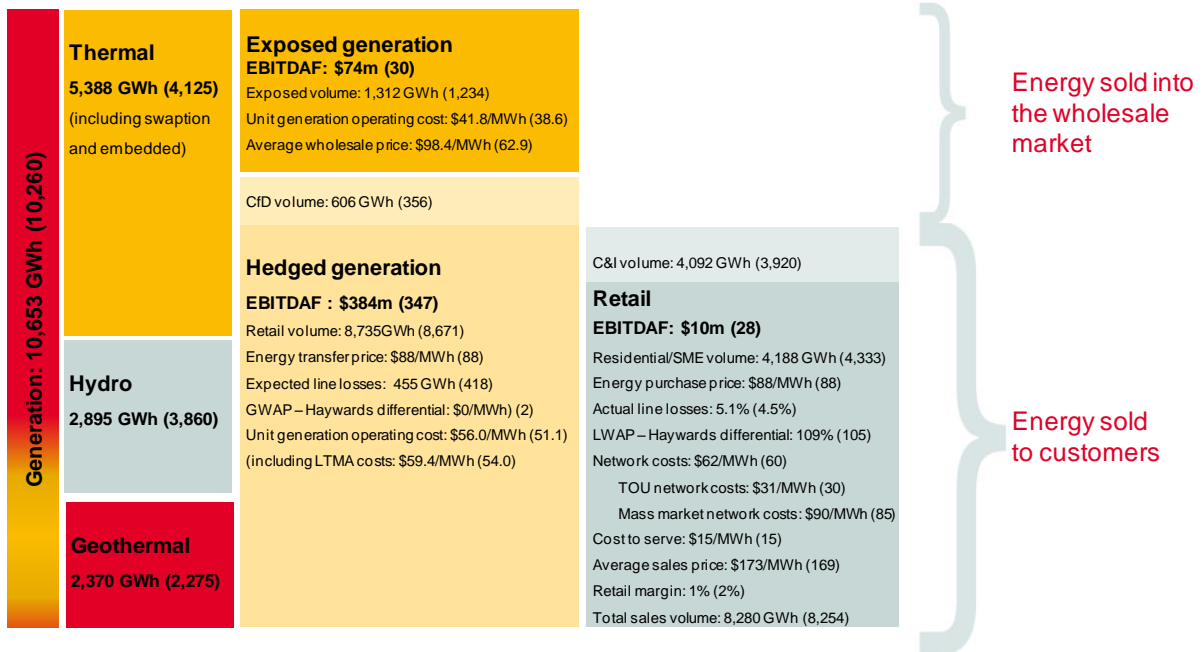 Generation: 10,653 GWh (10,260)
Thermal
5,388 GWh (4,125)
(including swaption
and embedded)
Hydro
2,895 GWh (3,860)
Geothermal
2,370 GWh (2,275)
Exposed generation
EBITDAF: $74m (30)
Exposed volume: 1,312 GWh (1,234)
Unit generation operating cost: $41.8/MWh (38.6)
Average wholesale price: $98.4/MWh (62.9)
CfD volume: 606 GWh (356)
Hedged generation
EBITDAF : $384m (347)
Retail volume: 8,735GWh (8,671)
Energy transfer price: $88/MWh (88)
Expected line losses: 455 GWh (418)
GWAP – Haywards differential: $0/MWh) (2)
Unit generation operating cost: $56.0/MWh (51.1)
(including LTMA costs: $59.4/MWh (54.0)
C&I volume: 4,092 GWh (3,920)
Retail
EBITDAF: $10m (28)
Residential/SME volume: 4,188 GWh (4,333)
Energy purchase price: $88/MWh (88)
Actual line losses: 5.1% (4.5%)
LWAP – Haywards differential: 109% (105)
Network costs: $62/MWh (60)
TOU network costs: $31/MWh (30)
Mass market network costs: $90/MWh (85)
Cost to serve: $15/MWh (15)
Average sales price: $173/MWh (169)
Retail margin: 1% (2%)
Total sales volume: 8,280 GWh (8,254)
Energy sold into
the wholesale
market
Energy sold
to customers